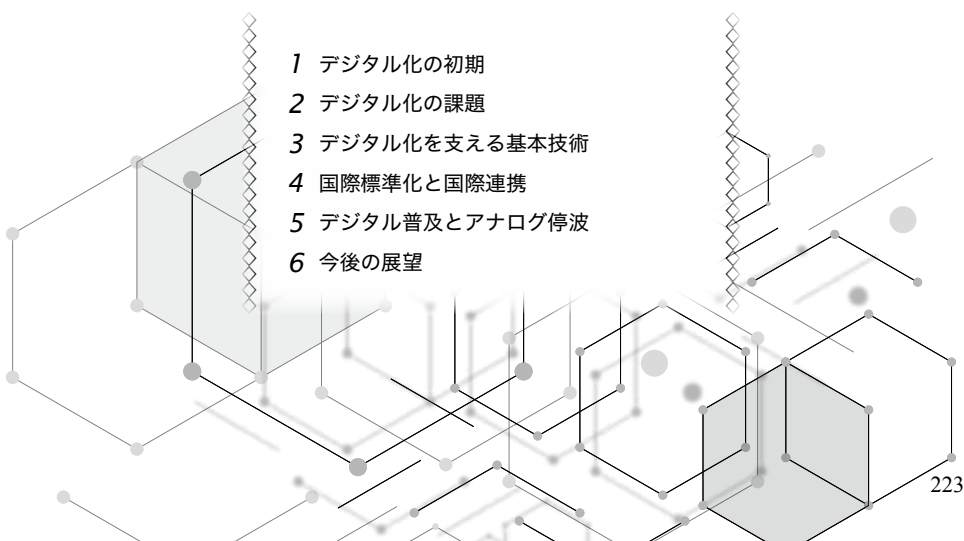 1 デジタル化の初期
2 デジタル化の課題
3 デジタル化を支える基本技術
4 国際標準化と国際連携
5 デジタル普及とアナログ停波
6 今後の展望
223